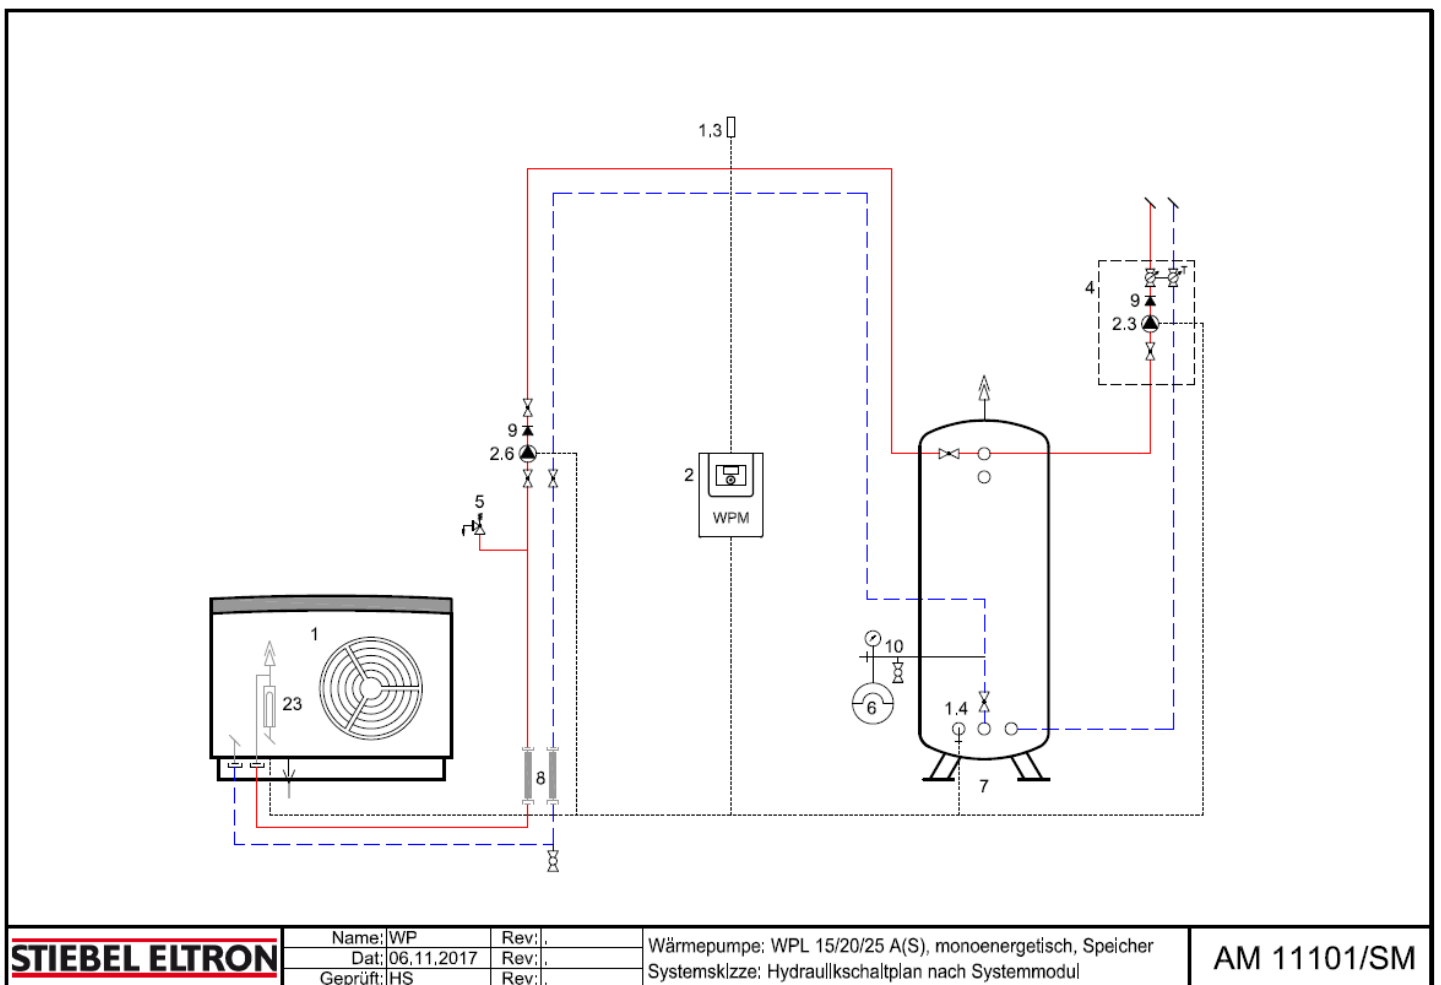 1.3
4
T
9
2.3
9
2.6
2
WPM
5
1
23
10
6
1.4
8
7
STIEBEL ELTRON
Name: WP Rev: .
Dat: 06.11.2017 Rev: .
Geprüft: HS Rev: .
Wärmepumpe: WPL 15/20/25 A(S), monoenergetisch, Speicher
Systemskizze: Hydraulikschaltplan nach Systemmodul
AM 11101/SM